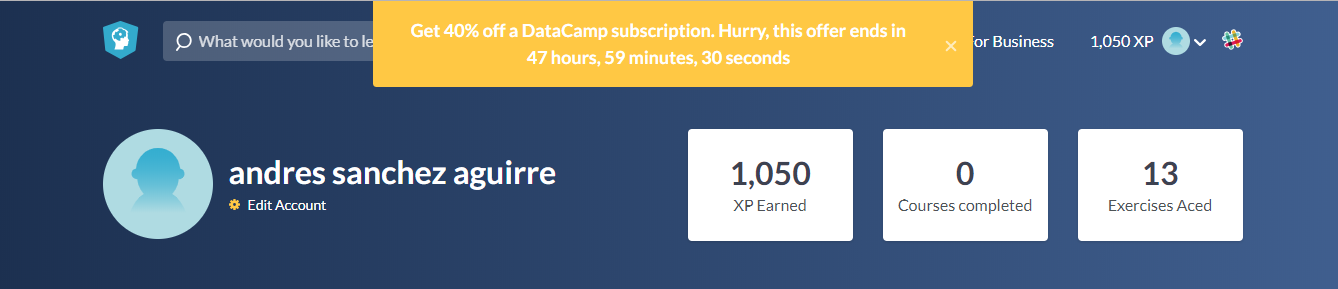 What would you like to le
Get 40% off a DataCamp subscription. Hurry, this offer ends in
47 hours, 59 minutes, 30 seconds
×
or Business
1,050 XP
andres sanchez aguirre
Edit Account
1,050
XP Earned
0
Courses completed
13
Exercises Aced